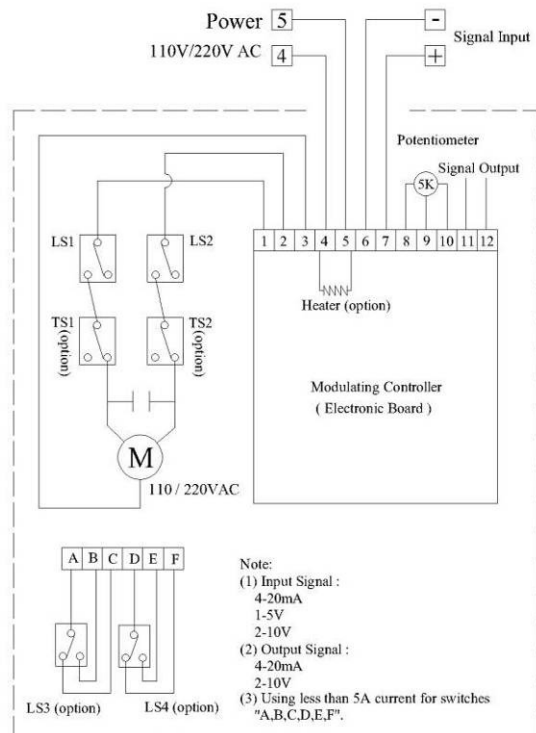 Power 5 -
Signal Input
110V/220V AC 4 +
Potentiometer
Signal Output
5K
LS1 LS2
1 2 3 4 5 6 7 8 9 10 11 12
Heater (option)
TS1 (option) TS2 (option)
Modulating Controller
( Electronic Board )
M
110 / 220VAC
A B C D E F
Note:
(1) Input Signal :
4-20mA
1-5V
2-10V
(2) Output Signal :
4-20mA
2-10V
(3) Using less than 5A current for switches
"A,B,C,D,E,F".
LS3 (option) LS4 (option)